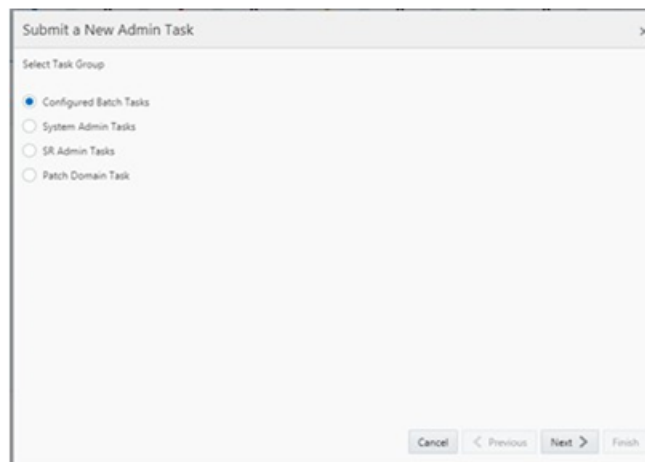 Submit a New Admin Task
Select Task Group
Configured Batch Tasks
System Admin Tasks
SR Admin Tasks
Patch Domain Task
Cancel
Previous
Next
Finish